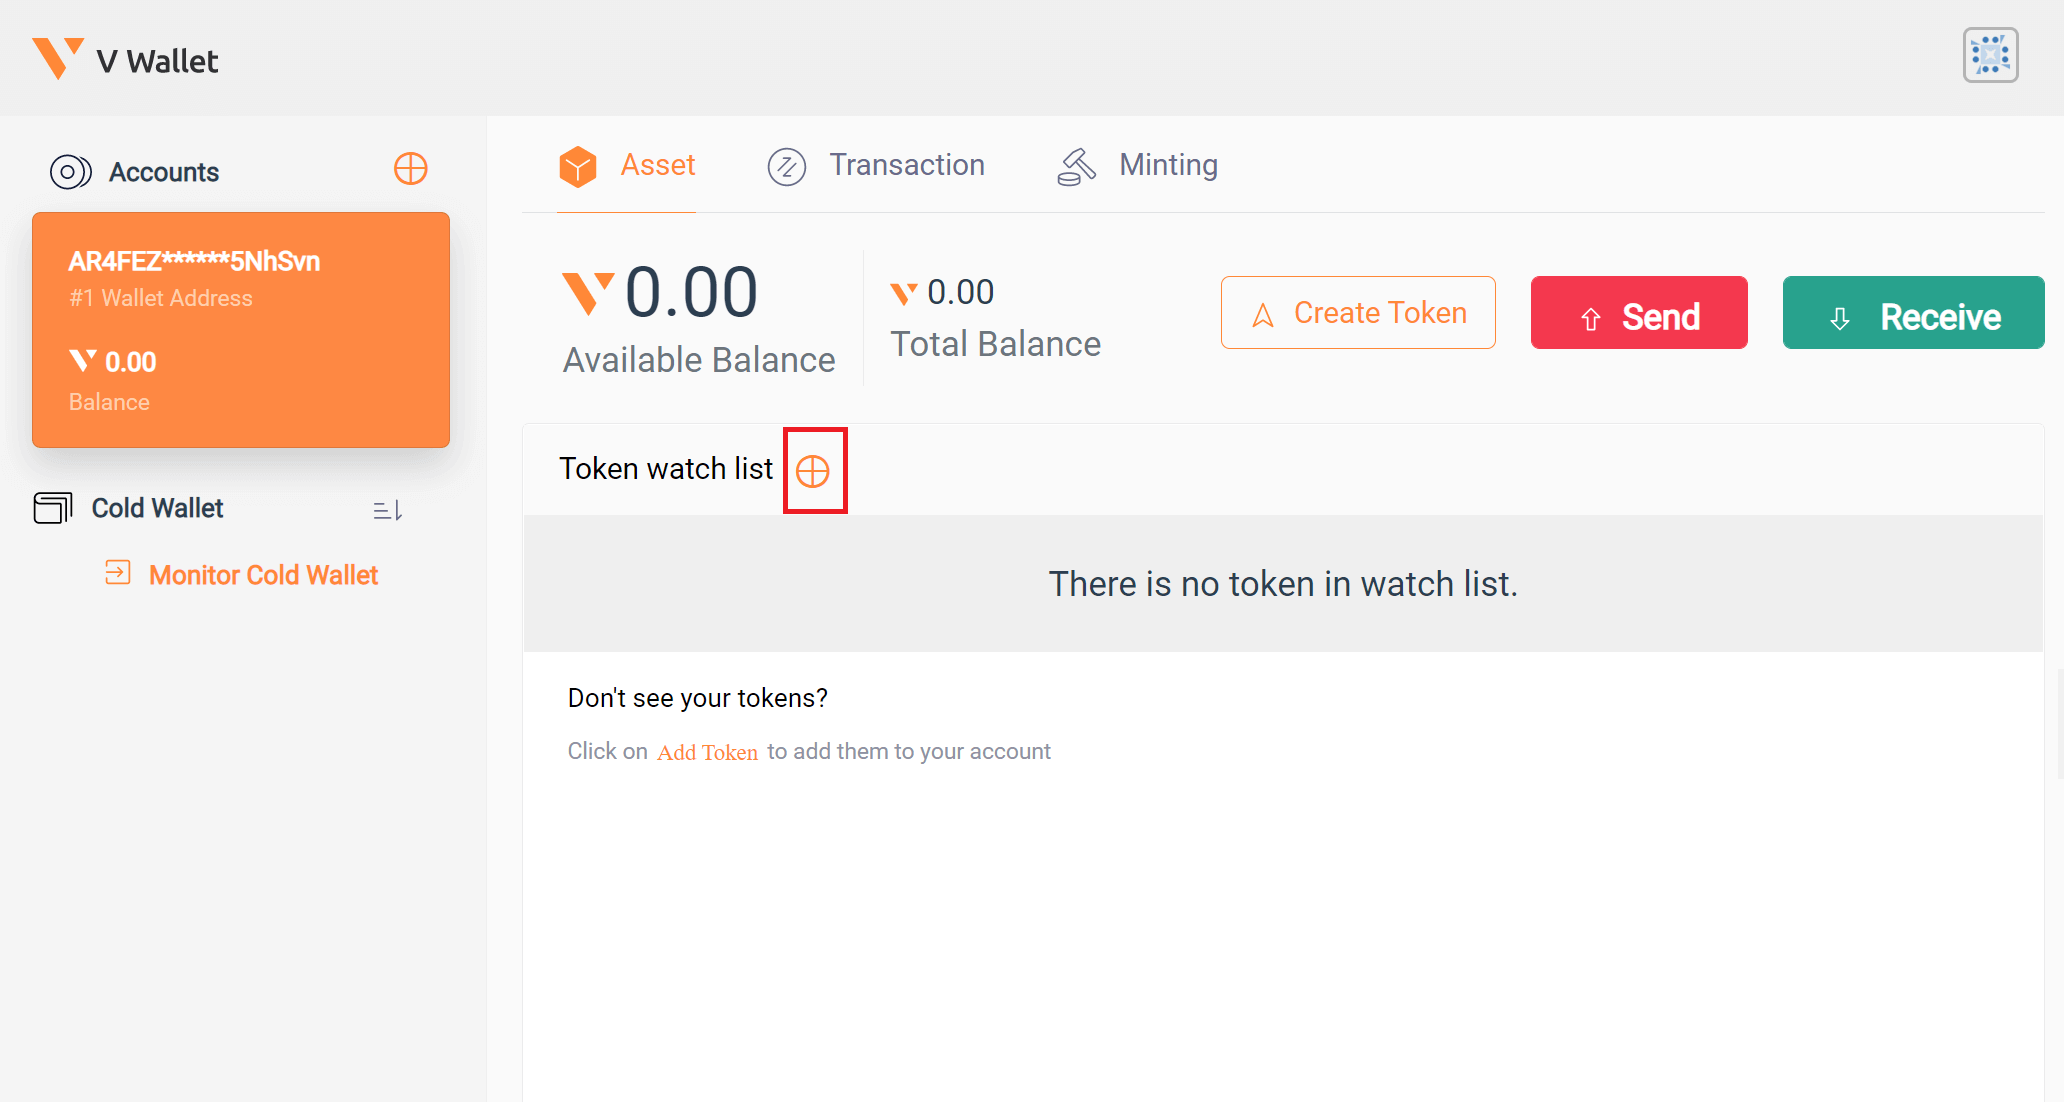 V Wallet
Accounts
AR4FEZ******5NhSvn
#1 Wallet Address
0.00
Balance
Cold Wallet
Monitor Cold Wallet
Asset
Transaction
Minting
0.00
Available Balance
0.00
Total Balance
Create Token
Send
Receive
Token watch list
There is no token in watch list.
Don't see your tokens?
Click on Add Token to add them to your account